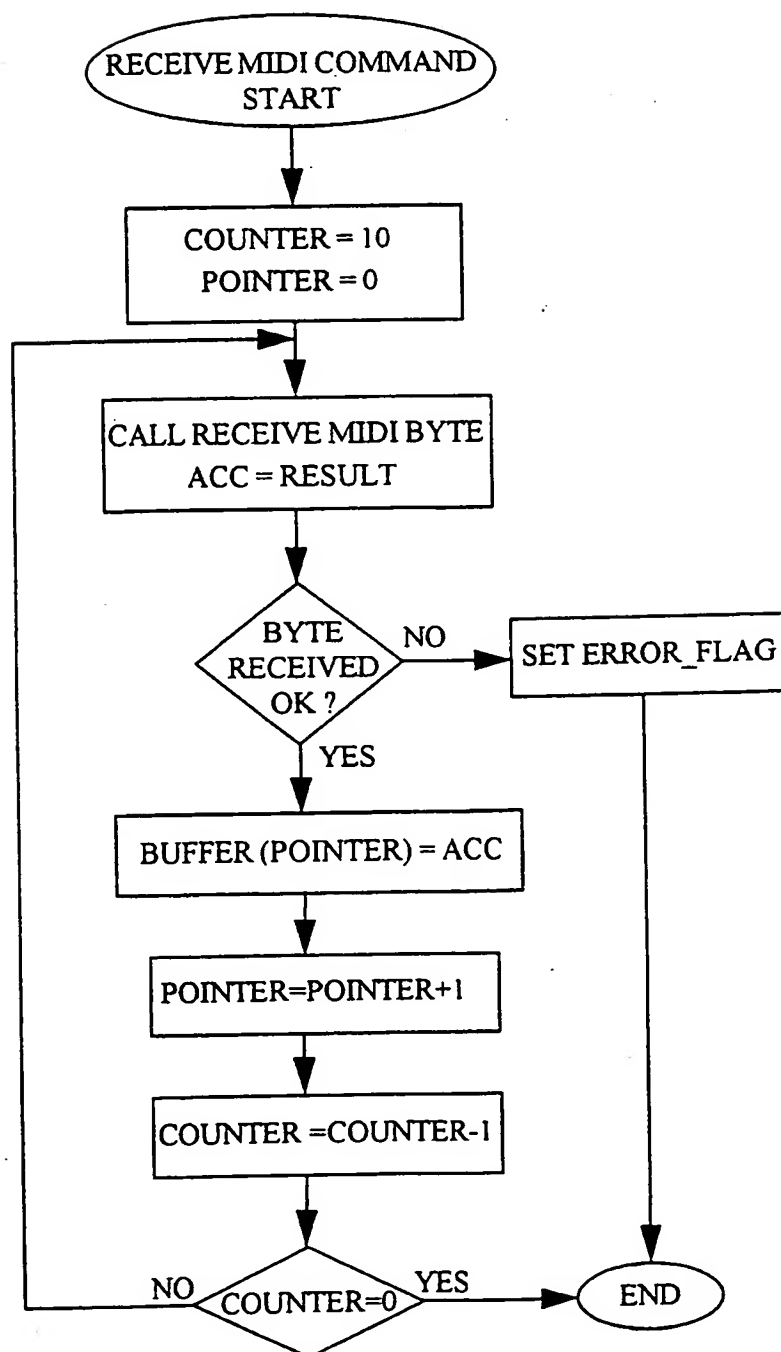 RECEIVE MIDI COMMAND
START
COUNTER = 10
POINTER = 0
CALL RECEIVE MIDI BYTE
ACC = RESULT
BYTE
RECEIVED
OK ?
NO
SET ERROR_FLAG
YES
BUFFER (POINTER) = ACC
POINTER=POINTER+1
COUNTER =COUNTER-1
NO
COUNTER=0
YES
END